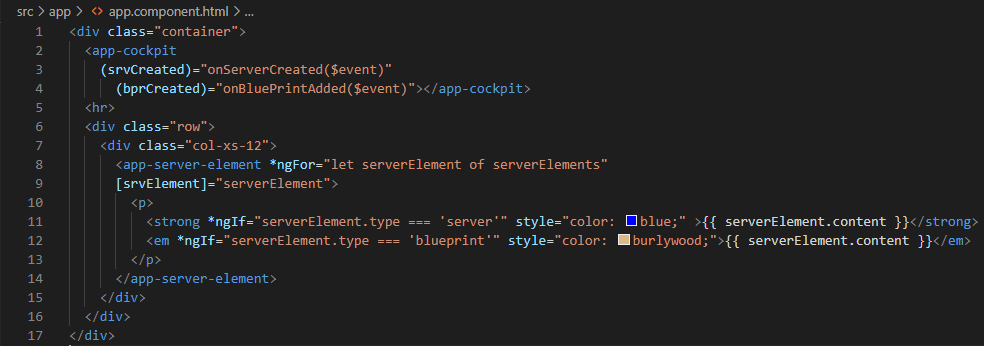 src > app > <> app.component.html > ...
1 <div class="container">
2 <app-cockpit
3 (srvCreated)="onServerCreated($event)"
4 (bprCreated)="onBluePrintAdded($event)"></app-cockpit>
5 <hr>
6 <div class="row">
7 <div class="col-xs-12">
8 <app-server-element *ngFor="let serverElement of serverElements"
9 [srvElement]="serverElement">
10 <p>
11 <strong *ngIf="serverElement.type === 'server'" style="color: blue;" >{{ serverElement.content }}</strong>
12 <em *ngIf="serverElement.type === 'blueprint'" style="color: burlywood;">{{ serverElement.content }}</em>
13 </p>
14 </app-server-element>
15 </div>
16 </div>
17 </div>